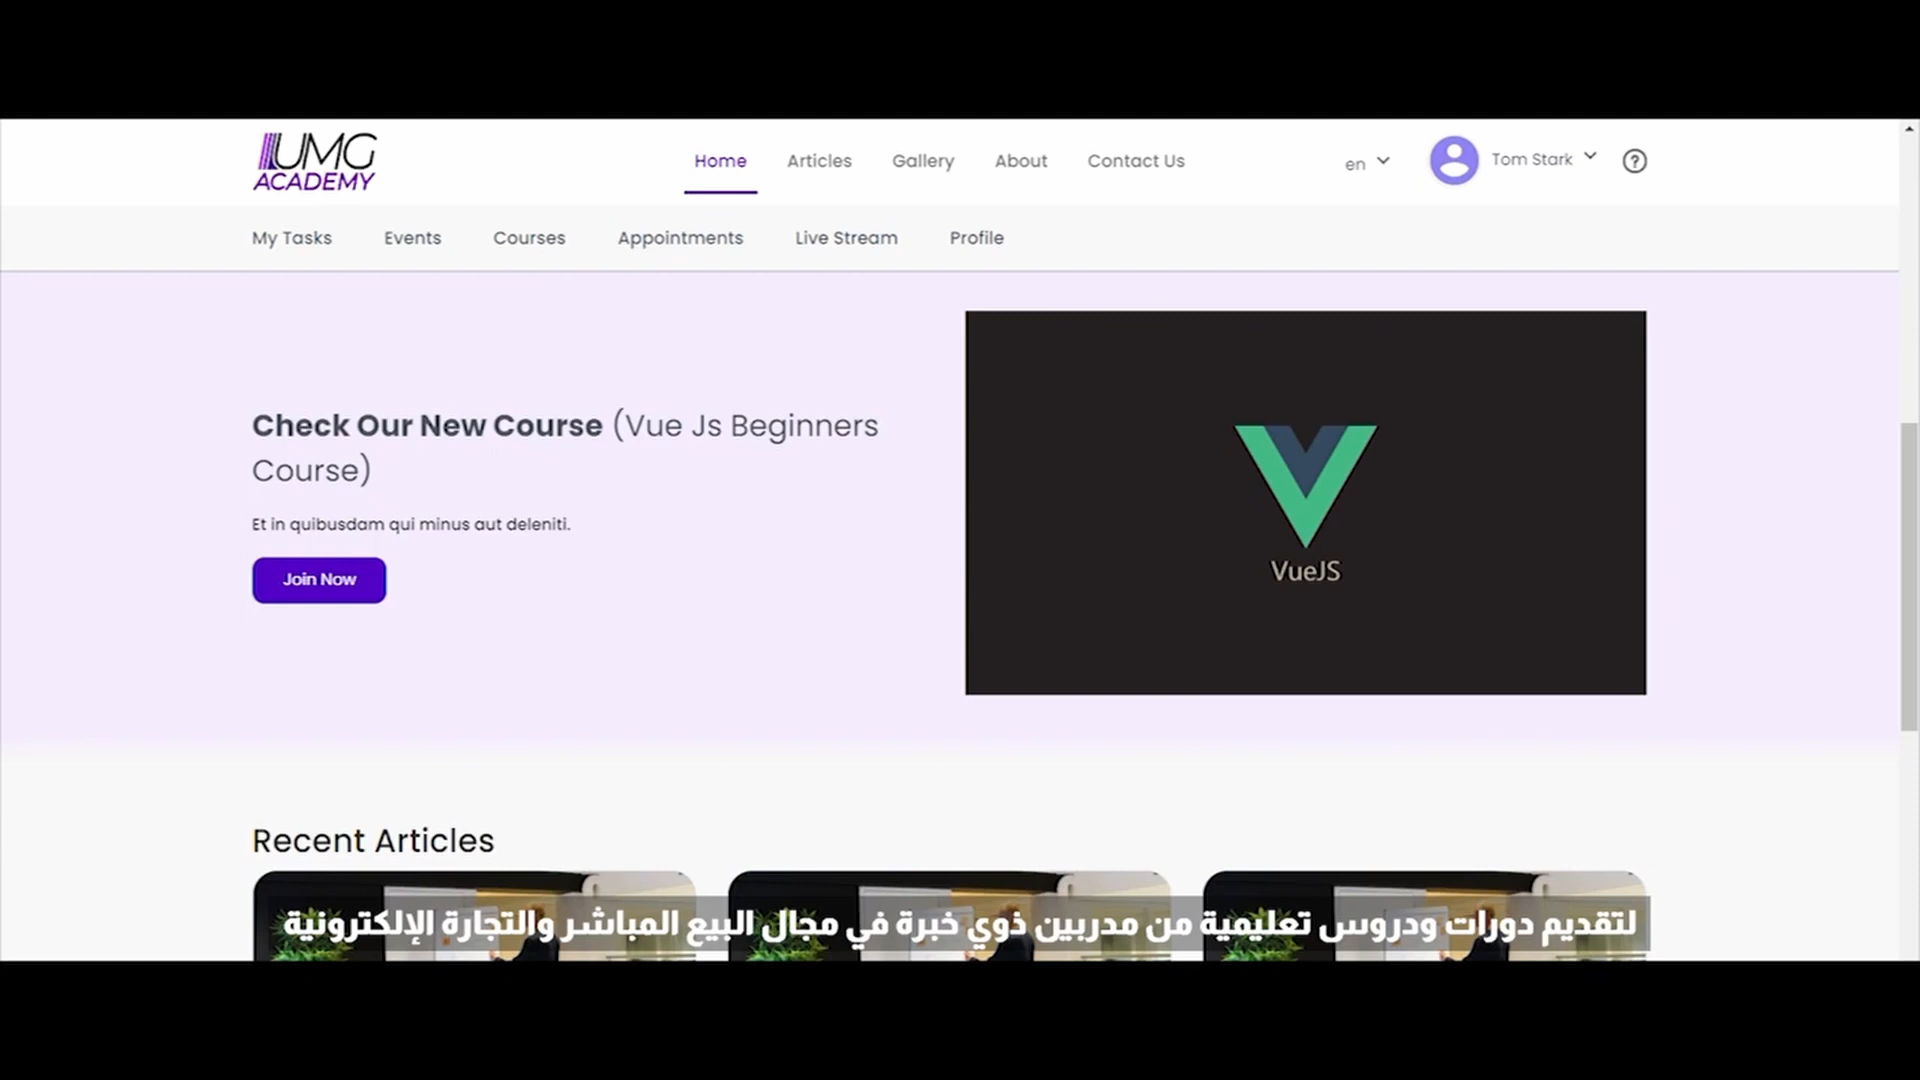 UMG
ACADEMY
Home Articles Gallery About Contact Us
en Tom Stark
My Tasks Events Courses Appointments Live Stream Profile
Check Our New Course (Vue Js Beginners
Course)
Et in quibusdam qui minus aut deleniti.
Join Now
VueJS
Recent Articles
لتقديم دورات ودروس تعليمية من مدربين ذوي خبرة في مجال البيع المباشر والتجارة الإلكترونية